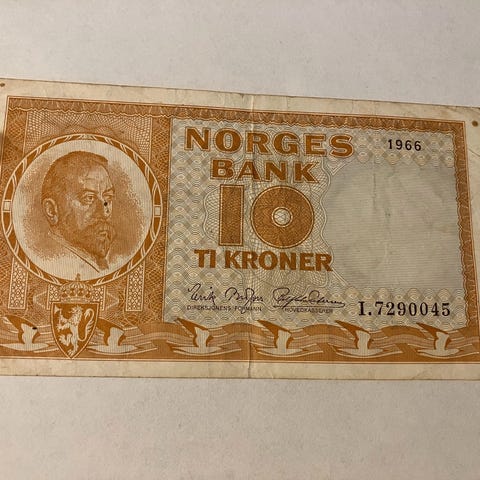 NORGES
BANK
1966
10
TI KRONER
DIREKSJONENS FORMANN
HOVEDKASSERER
I.7290045